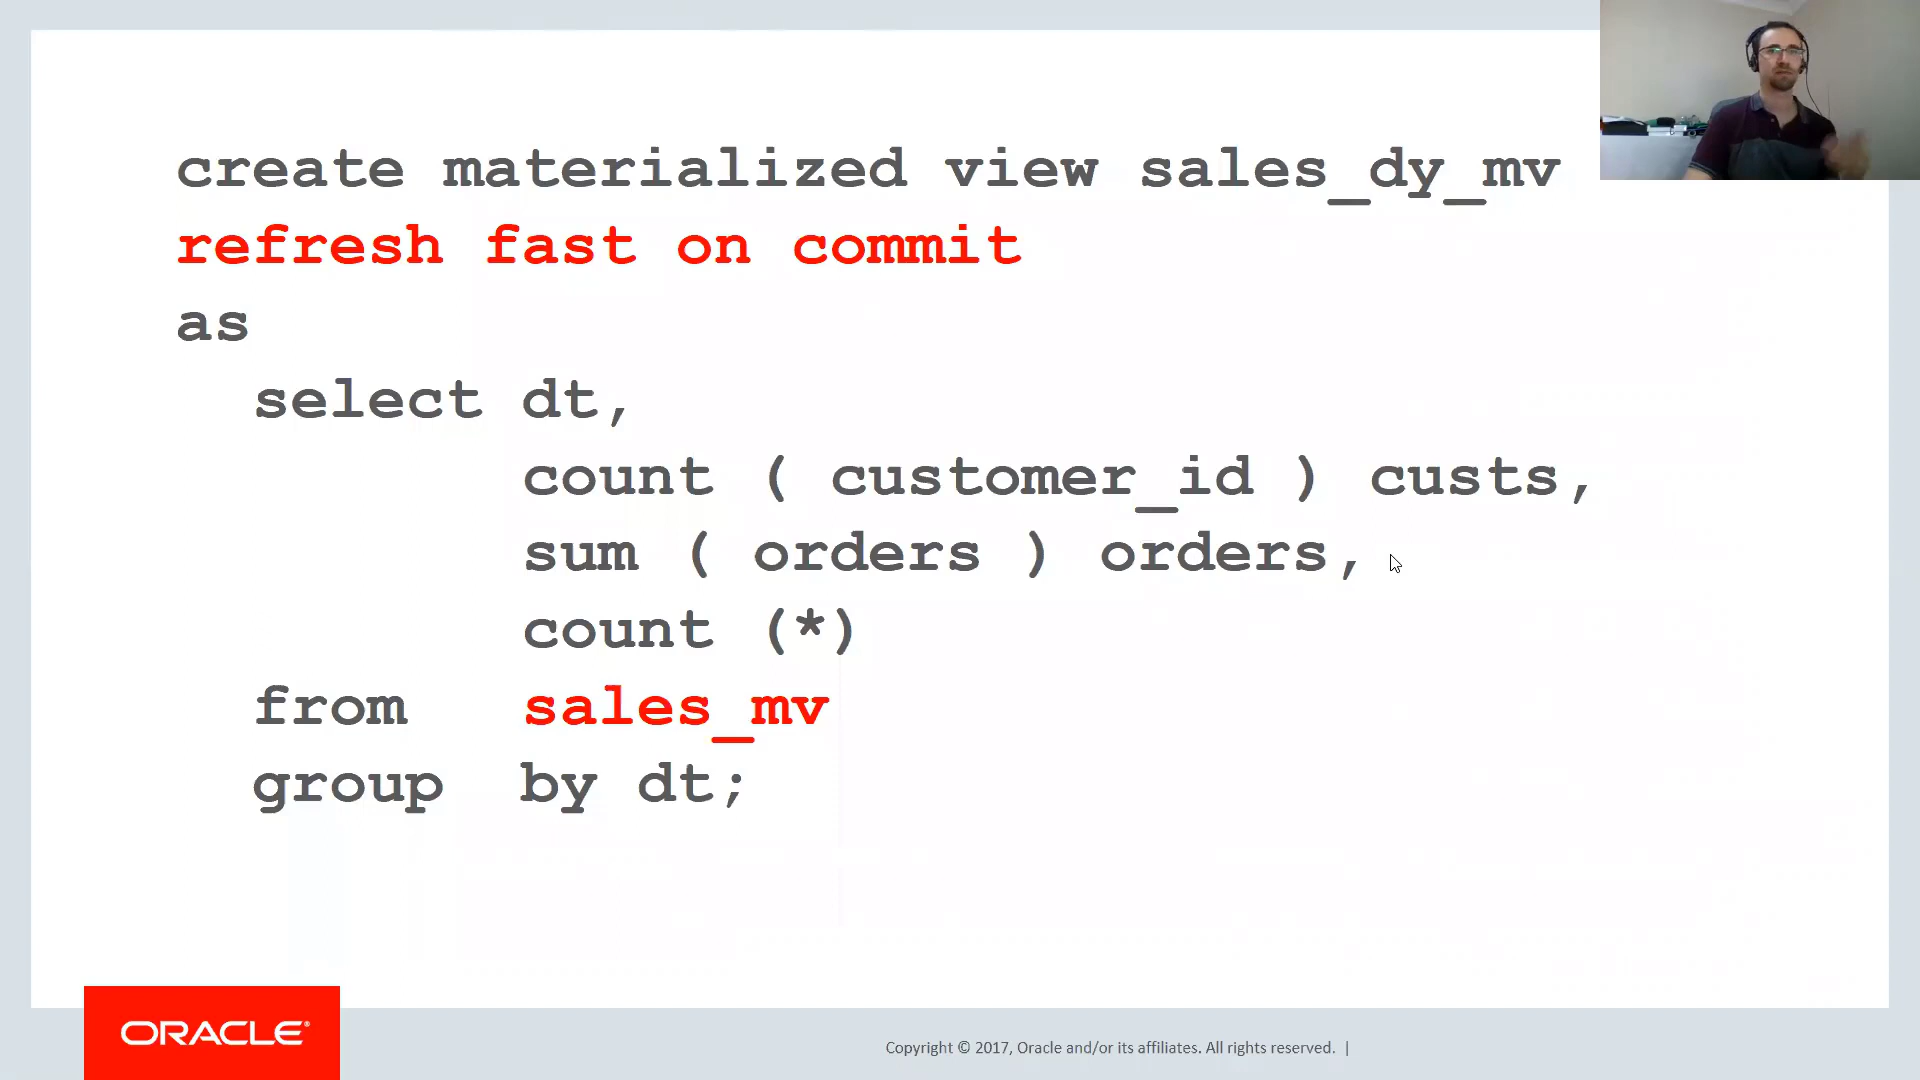 create materialized view sales_dy_mv
refresh fast on commit
as
select dt,
count ( customer_id ) custs,
sum ( orders ) orders,
count (*)
from sales_mv
group by dt;
ORACLE®
Copyright © 2017, Oracle and/or its affiliates. All rights reserved. |